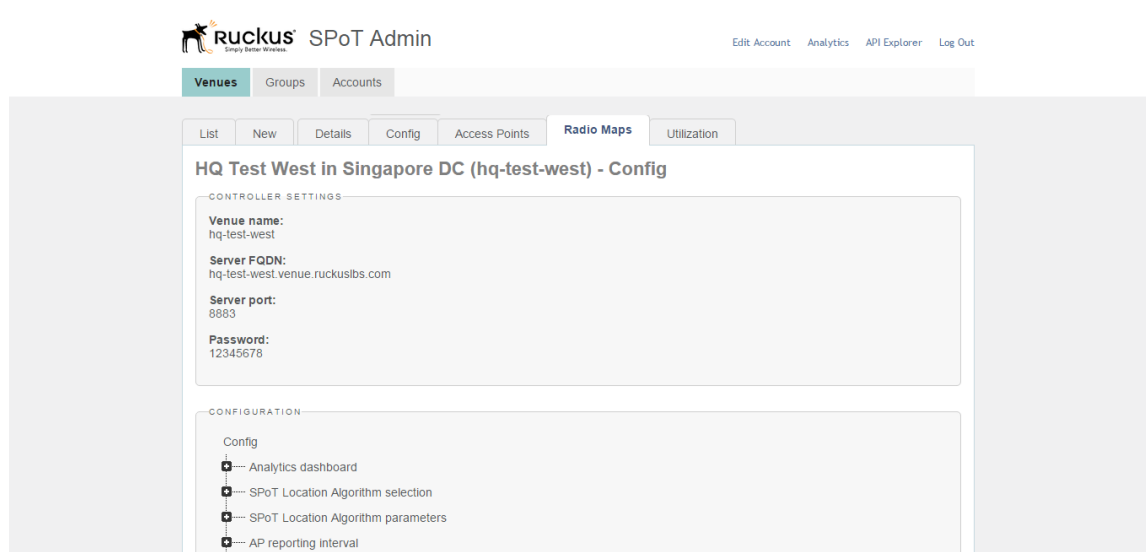 Ruckus SPoT Admin
Simply Better Wireless.
Edit Account Analytics API Explorer Log Out
Venues Groups Accounts
List New Details Config Access Points Radio Maps Utilization
HQ Test West in Singapore DC (hq-test-west) - Config
CONTROLLER SETTINGS
Venue name:
hq-test-west
Server FQDN:
hq-test-west.venue.ruckuslbs.com
Server port:
8883
Password:
12345678
CONFIGURATION
Config
Analytics dashboard
SPoT Location Algorithm selection
SPoT Location Algorithm parameters
AP reporting interval